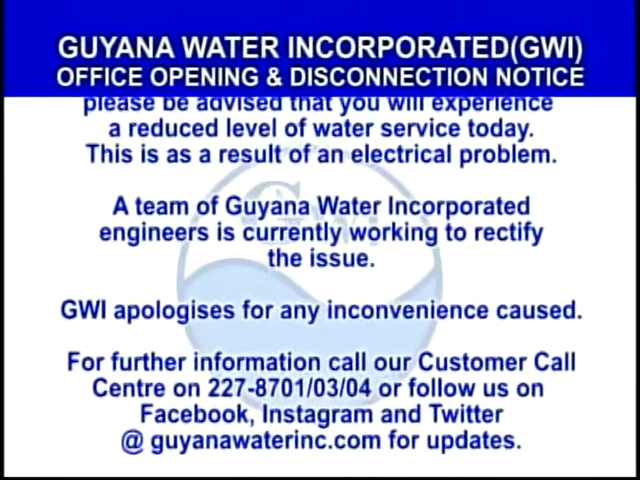 GUYANA WATER INCORPORATED(GWI)
OFFICE OPENING & DISCONNECTION NOTICE
please be advised that you will experience
a reduced level of water service today.
This is as a result of an electrical problem.
A team of Guyana Water Incorporated
engineers is currently working to rectify
the issue.
GWI apologises for any inconvenience caused.
For further information call our Customer Call
Centre on 227-8701/03/04 or follow us on
Facebook, Instagram and Twitter
@ guyanawaterinc.com for updates.
GWI